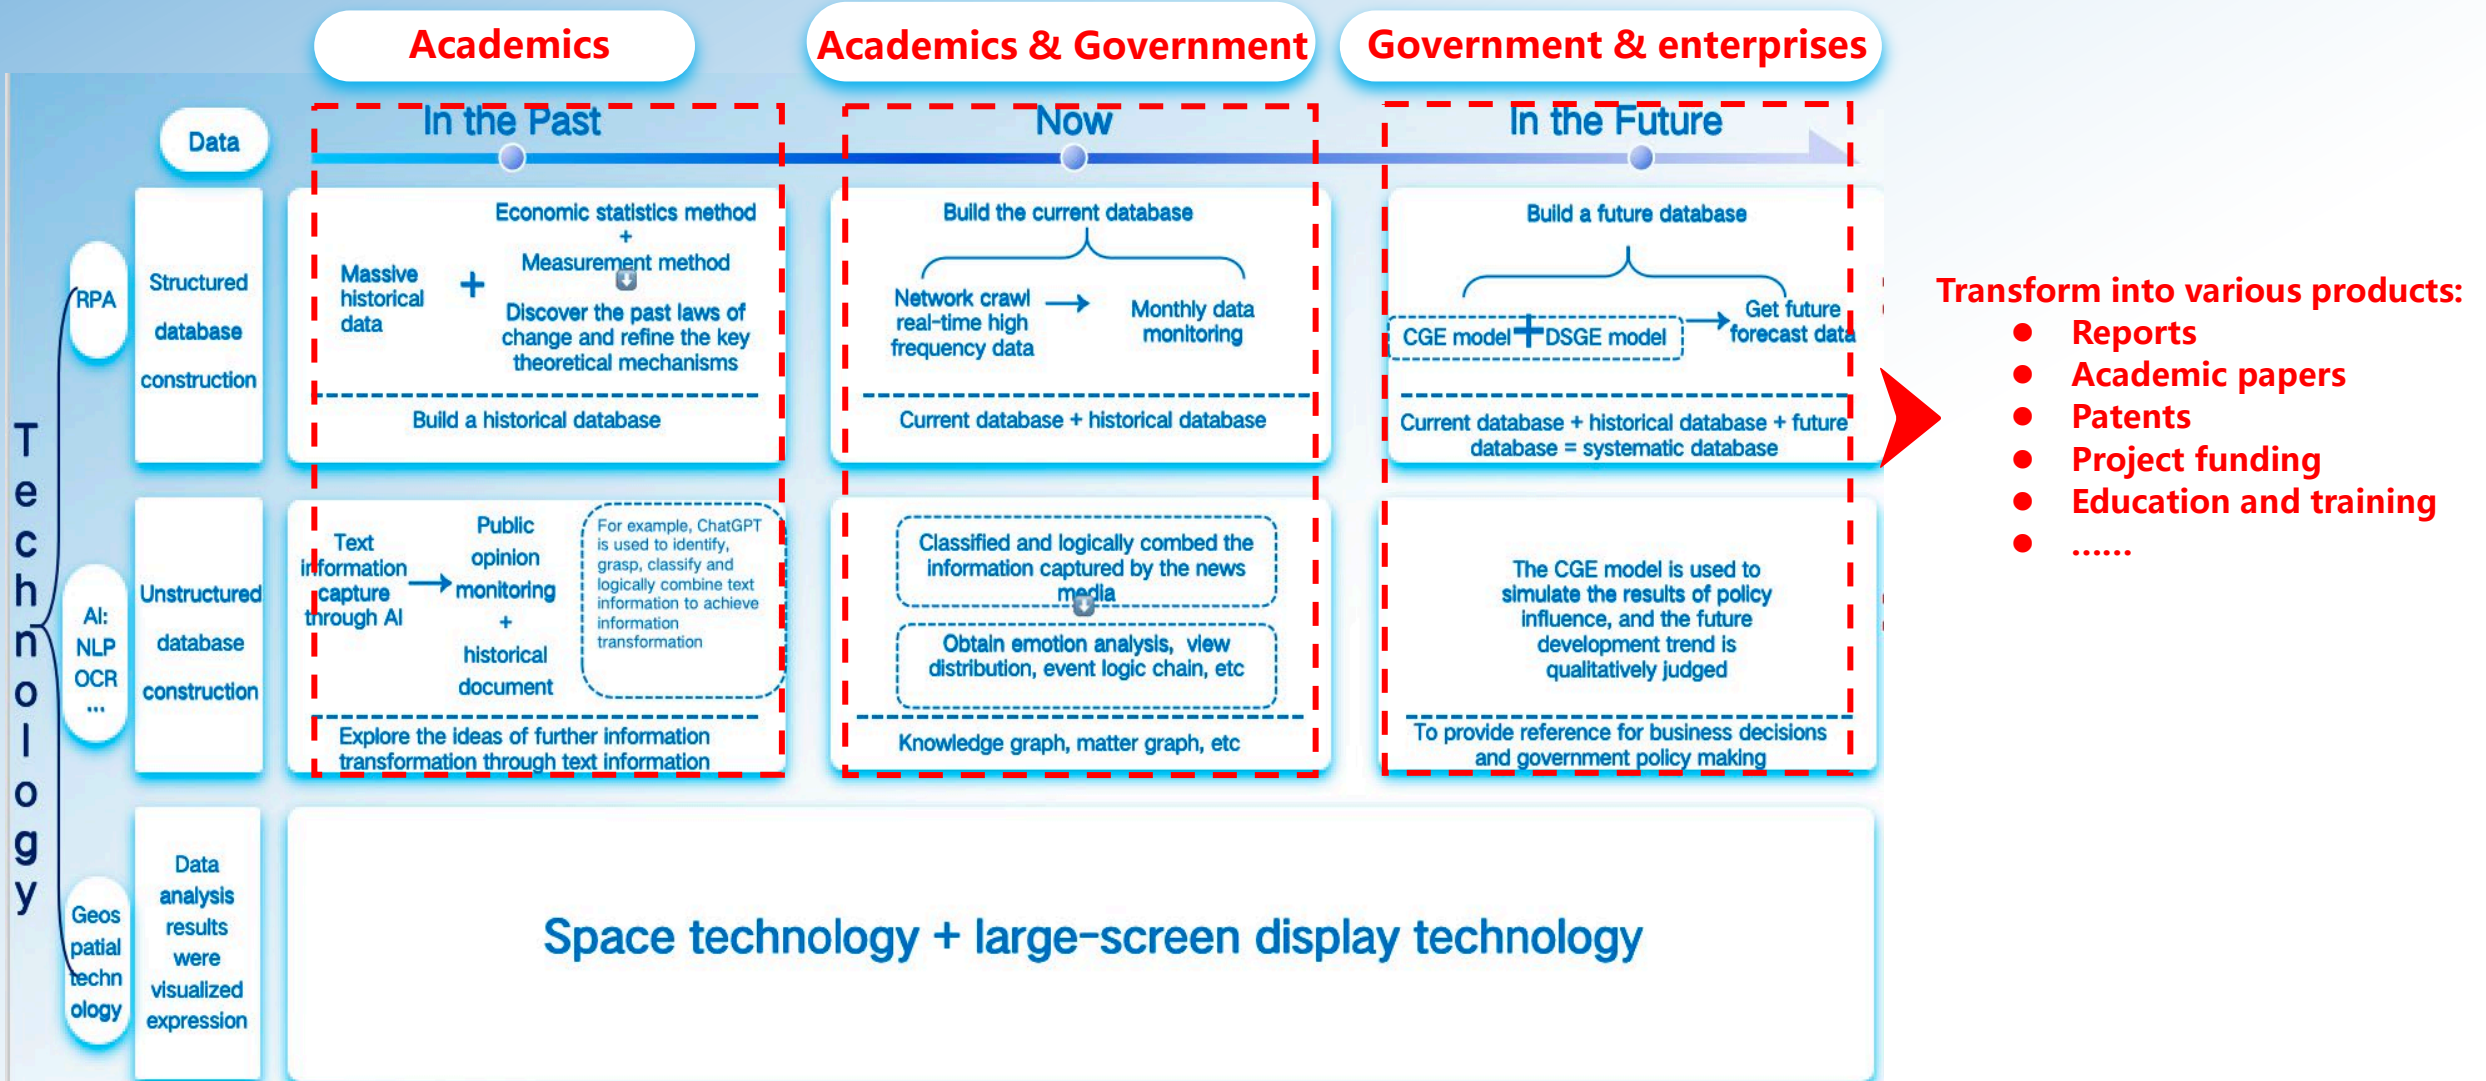 Academics
Academics & Government
Government & enterprises
Data
In the Past
Now
In the Future
Technology
RPA
Structured
database
construction
Massive
historical
data
+
Economic statistics method
+
Measurement method
Discover the past laws of
change and refine the key
theoretical mechanisms
Build a historical database
Build the current database
Network crawl
real-time high
frequency data
Monthly data
monitoring
Current database + historical database
Build a future database
CGE model + DSGE model
Get future
forecast data
Current database + historical database + future
database = systematic database
AI:
NLP
OCR
...
Unstructured
database
construction
Text
information
capture
through AI
Public
opinion
monitoring
+
historical
document
For example, ChatGPT
is used to identify,
grasp, classify and
logically combine text
information to achieve
information
transformation
Explore the ideas of further information
transformation through text information
Classified and logically combed the
information captured by the news
media
Obtain emotion analysis, view
distribution, event logic chain, etc
Knowledge graph, matter graph, etc
The CGE model is used to
simulate the results of policy
influence, and the future
development trend is
qualitatively judged
To provide reference for business decisions
and government policy making
Geos
patial
techn
ology
Data
analysis
results
were
visualized
expression
Space technology + large-screen display technology
Transform into various products:
● Reports
● Academic papers
● Patents
● Project funding
● Education and training
● ……